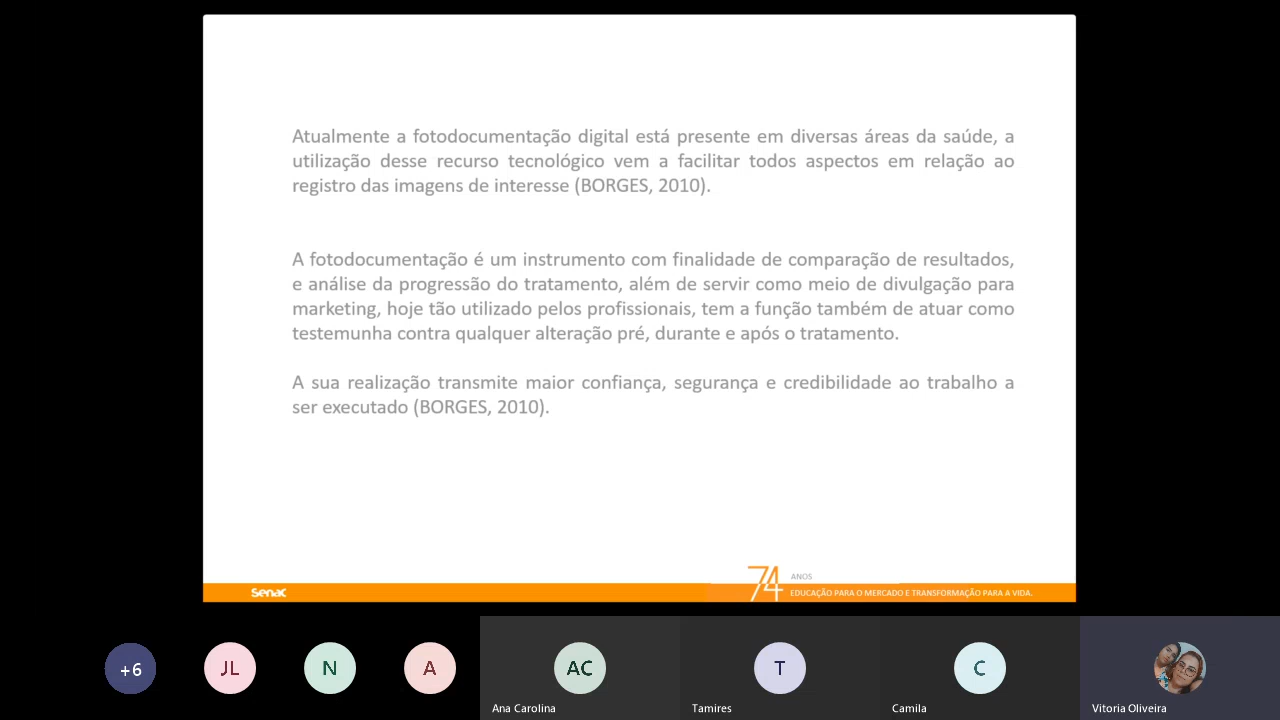 Atualmente a fotodocumentação digital está presente em diversas áreas da saúde, a
utilização desse recurso tecnológico vem a facilitar todos aspectos em relação ao
registro das imagens de interesse (BORGES, 2010).
A fotodocumentação é um instrumento com finalidade de comparação de resultados,
e análise da progressão do tratamento, além de servir como meio de divulgação para
marketing, hoje tão utilizado pelos profissionais, tem a função também de atuar como
testemunha contra qualquer alteração pré, durante e após o tratamento.
A sua realização transmite maior confiança, segurança e credibilidade ao trabalho a
ser executado (BORGES, 2010).
senac
74 ANOS
EDUCAÇÃO PARA O MERCADO E TRANSFORMAÇÃO PARA A VIDA.
+6
JL
N
A
AC
T
C
Ana Carolina
Tamires
Camila
Vitoria Oliveira